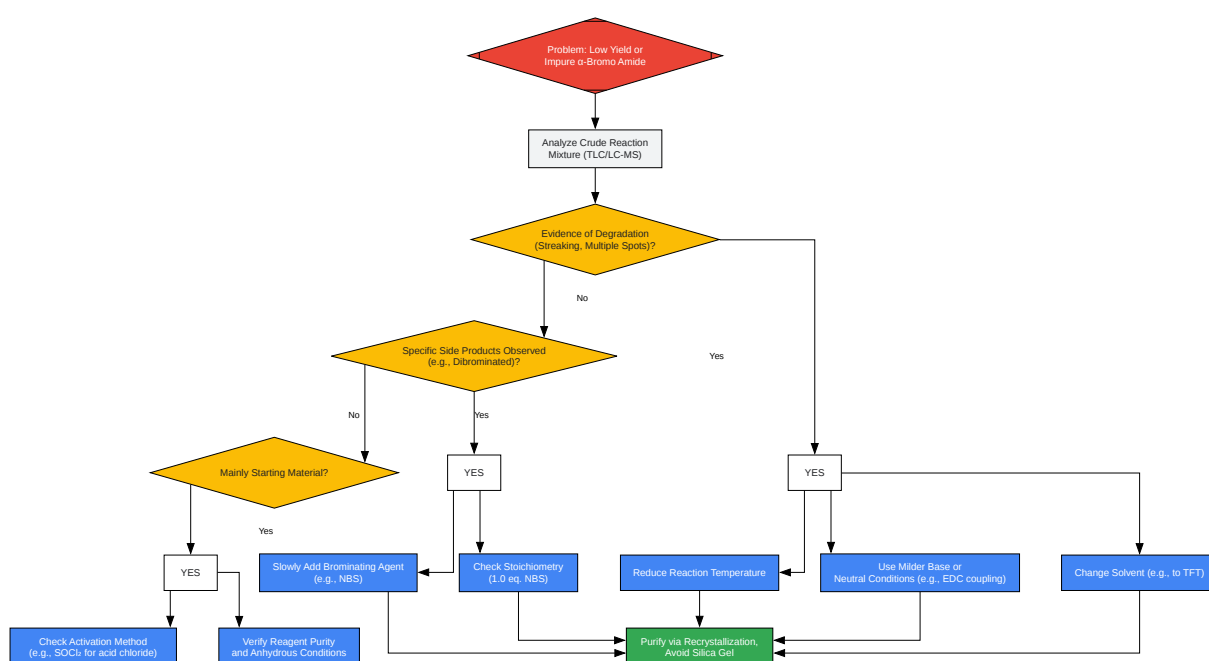 Problem: Low Yield or
Impure α-Bromo Amide
Analyze Crude Reaction
Mixture (TLC/LC-MS)
Evidence of Degradation
(Streaking, Multiple Spots)?
No
Specific Side Products Observed
(e.g., Dibrominated)?
Yes
No
Yes
Mainly Starting Material?
YES
YES
Yes
YES
Slowly Add Brominating Agent
(e.g., NBS)
Check Stoichiometry
(1.0 eq. NBS)
Reduce Reaction Temperature
Use Milder Base or
Neutral Conditions (e.g., EDC coupling)
Change Solvent (e.g., to TFT)
Check Activation Method
(e.g., SOCl₂ for acid chloride)
Verify Reagent Purity
and Anhydrous Conditions
Purify via Recrystallization,
Avoid Silica Gel